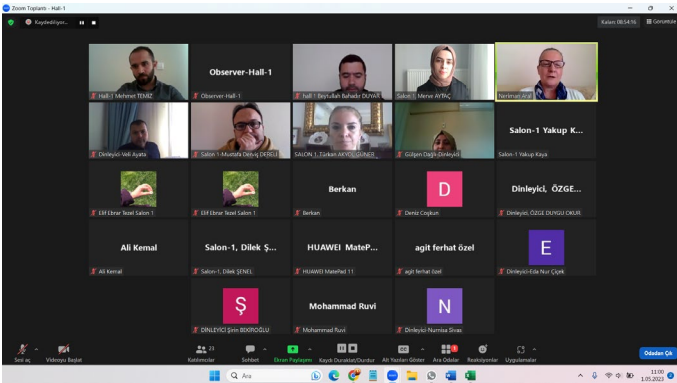 Zoom Toplantı - Hall-1
Kaydediliyor...
Kalan: 08:54:16
Görüntüle
Hall-1 Mehmet TEMİZ
Observer-Hall-1
Observer-Hall-1
hall 1 Beytullah Bahadır DUYAR
Salon 1, Merve AYTAÇ
Neriman Aral
Dinleyici-Veli Ayata
Salon 1-Mustafa Derviş DERELİ
SALON 1, Türkan AKYOL GÜNER
Gülşen Dağlı-Dinleyici
Salon-1 Yakup K...
Salon-1 Yakup Kaya
Elif Ebrar Tezel Salon 1
Elif Ebrar Tezel Salon 1
Berkan
Berkan
D
Deniz Coşkun
Dinleyici, ÖZGE...
Dinleyici, ÖZGE DUYGU OKUR
Ali Kemal
Ali Kemal
Salon-1, Dilek Ş...
Salon-1, Dilek ŞENEL
HUAWEI MateP...
HUAWEI MatePad 11
agit ferhat özel
agit ferhat özel
E
Dinleyici-Eda Nur Çiçek
Ş
DİNLEYİCİ Şirin BEKİROĞLU
Mohammad Ruvi
Mohammad Ruvi
N
Dinleyici-Nurnisa Sivas
Sesi aç
Videoyu Başlat
23
Katılımcılar
Sohbet
Ekran Paylaşımı
Kaydı Duraklat/Durdur
Alt Yazıları Göster
Ara Odalar
Reaksiyonlar
Uygulamalar
Odadan Çık
Ara
11:00
1.05.2023